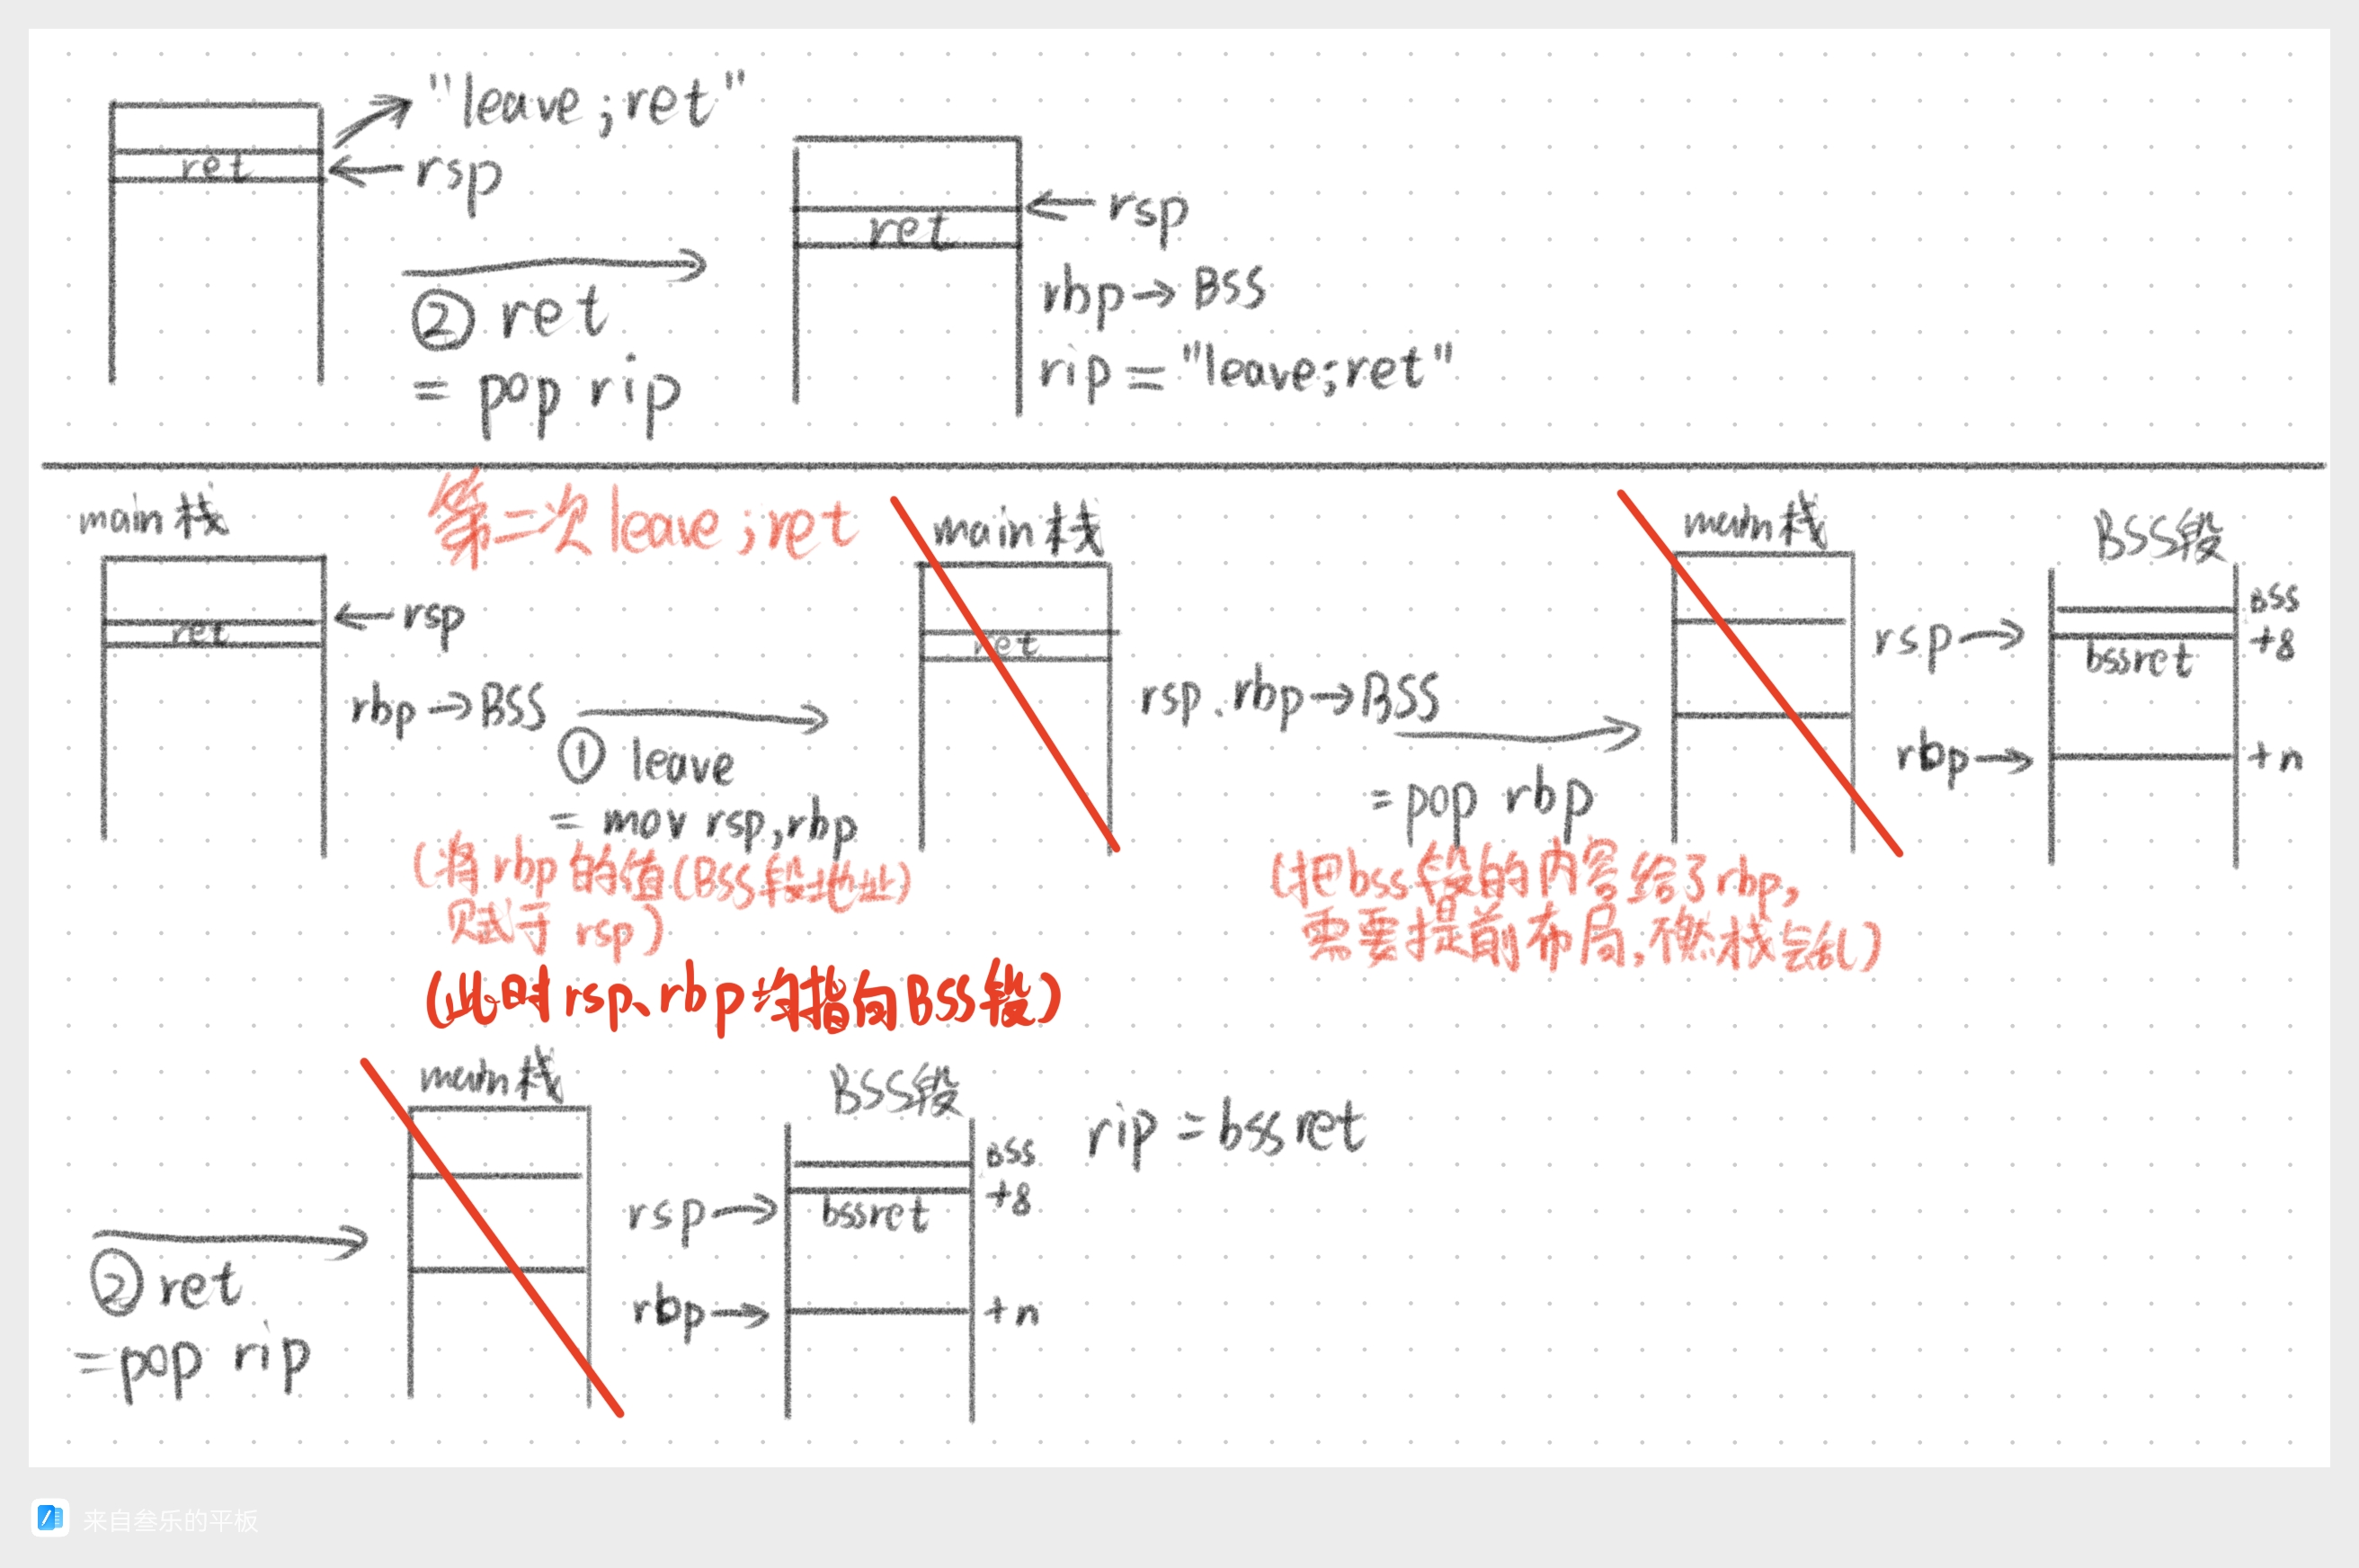 "leave;ret"
ret
rsp
② ret
= pop rip
ret
rsp
rbp→BSS
rip="leave;ret"
第二次leave;ret
main栈
ret
rsp
rbp→BSS
① leave
= mov rsp,rbp
(将rbp的值(BSS段地址)
赋于rsp)
(此时rsp、rbp均指向BSS段)
main栈
ret
rsp.rbp→BSS
= pop rbp
(把bss段的内容给了rbp,
需要提前布局,不然栈会乱)
main栈
BSS段
rsp
rbp
bssret
BSS
+8
+n
② ret
=pop rip
main栈
BSS段
rsp
rbp
bssret
BSS
+8
+n
rip = bssret
来自叁乐的平板